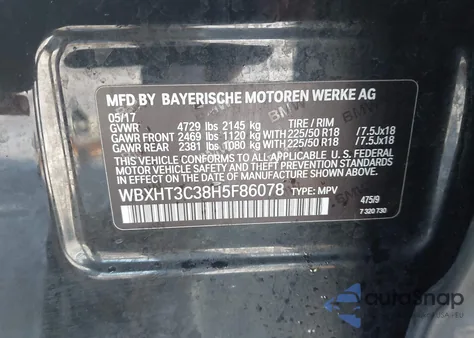 MFD BY BAYERISCHE MOTOREN WERKE AG
05/17
GVWR 4729 lbs 2145 kg TIRE / RIM
GAWR FRONT 2469 lbs 1120 kg WITH 225/50 R18 /7.5Jx18
GAWR REAR 2381 lbs 1080 kg WITH 225/50 R18 /7.5Jx18
THIS VEHICLE CONFORMS TO ALL APPLICABLE U.S. FEDERAL
MOTOR VEHICLE SAFETY, BUMPER, AND THEFT PREVENTION
STANDARDS IN EFFECT ON THE DATE OF MANUFACTURE SHOWN ABOVE.
WBXHT3C38H5F86078 TYPE: MPV
475/9
7 320 730
auraSnap